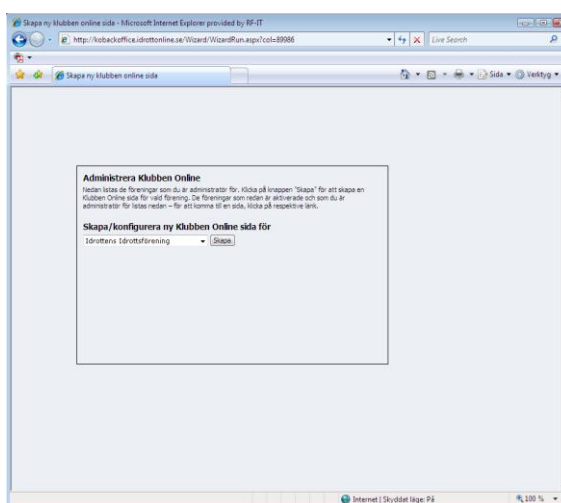 Skapa ny klubben online side - Microsoft Internet Explorer provided by RF-IT
http://kobackoffice.idrottonline.se/Wizard/WizardRun.aspx?col=89986
Live Search
Skapa ny klubben online sida
Sida
Verktyg
Administrera Klubben Online
Nedan listas de föreningar som du är administratör för. Klicka på knappen "Skapa" för att skapa en
Klubben Online sida för vald förening. De föreningar som redan är aktiverade och som du är
administratör för listas nedan – för att komma till en sida, klicka på respektive länk.
Skapa/konfigurera ny Klubben Online sida för
Idrottens Idrottsförening
Skapa
Internet | Skyddat läge: På
100 %